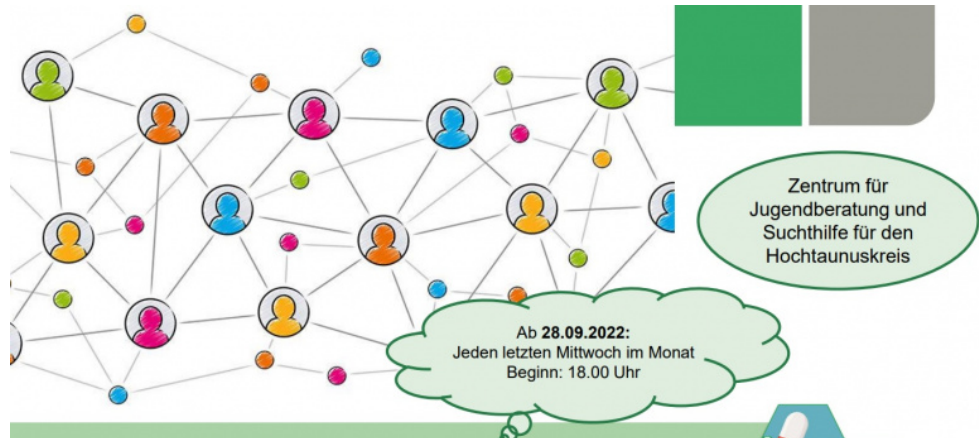 Zentrum für
Jugendberatung und
Suchthilfe für den
Hochtaunuskreis
Ab 28.09.2022:
Jeden letzten Mittwoch im Monat
Beginn: 18.00 Uhr